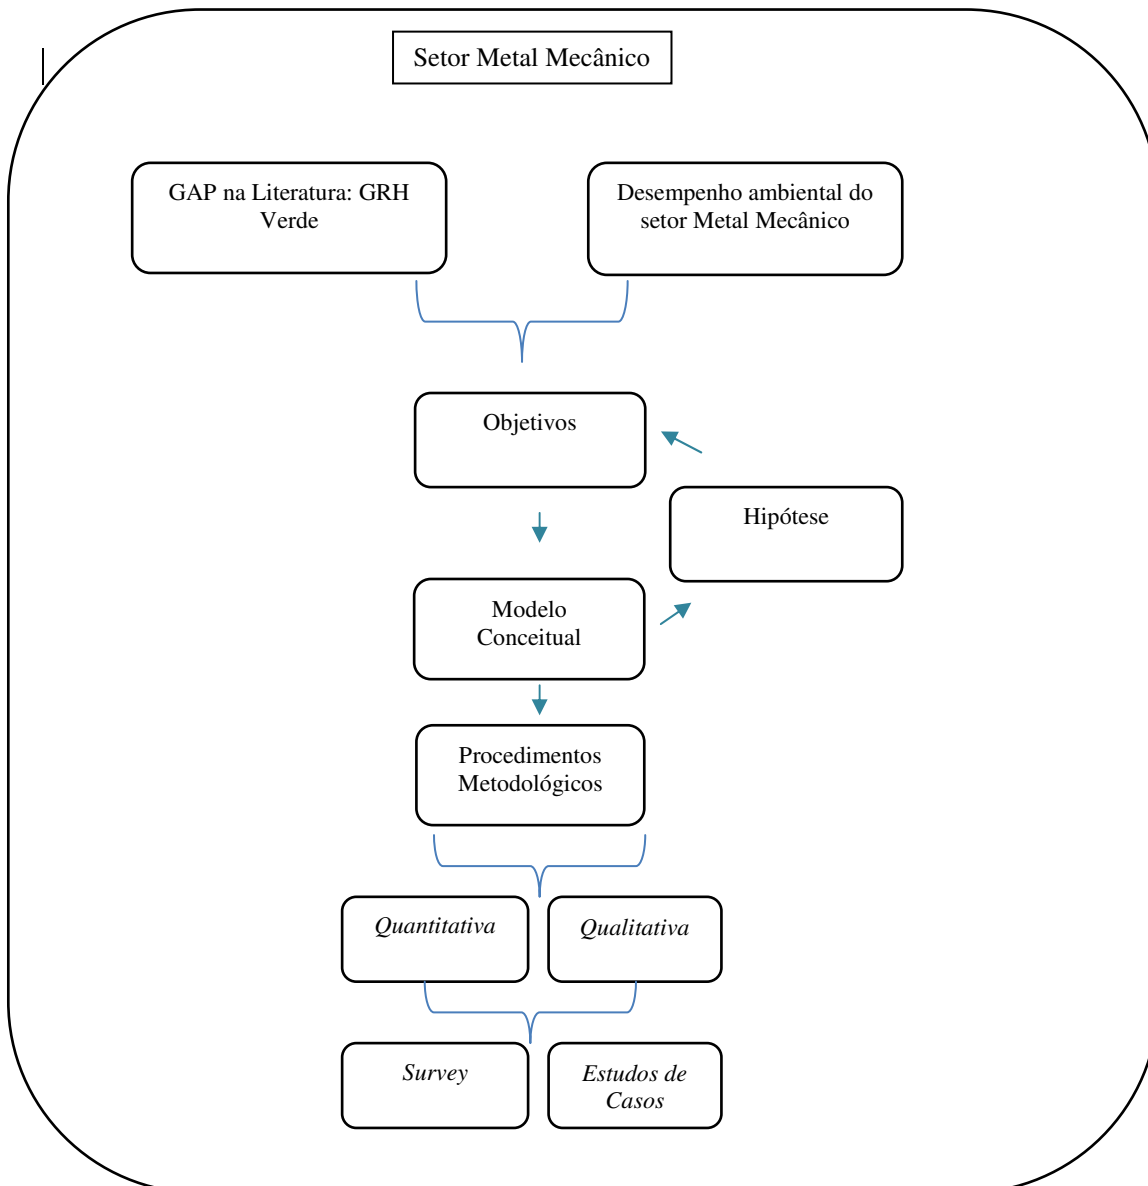 Setor Metal Mecânico
GAP na Literatura: GRH
Verde
Desempenho ambiental do
setor Metal Mecânico
Objetivos
Hipótese
Modelo
Conceitual
Procedimentos
Metodológicos
Quantitativa
Qualitativa
Survey
Estudos de
Casos